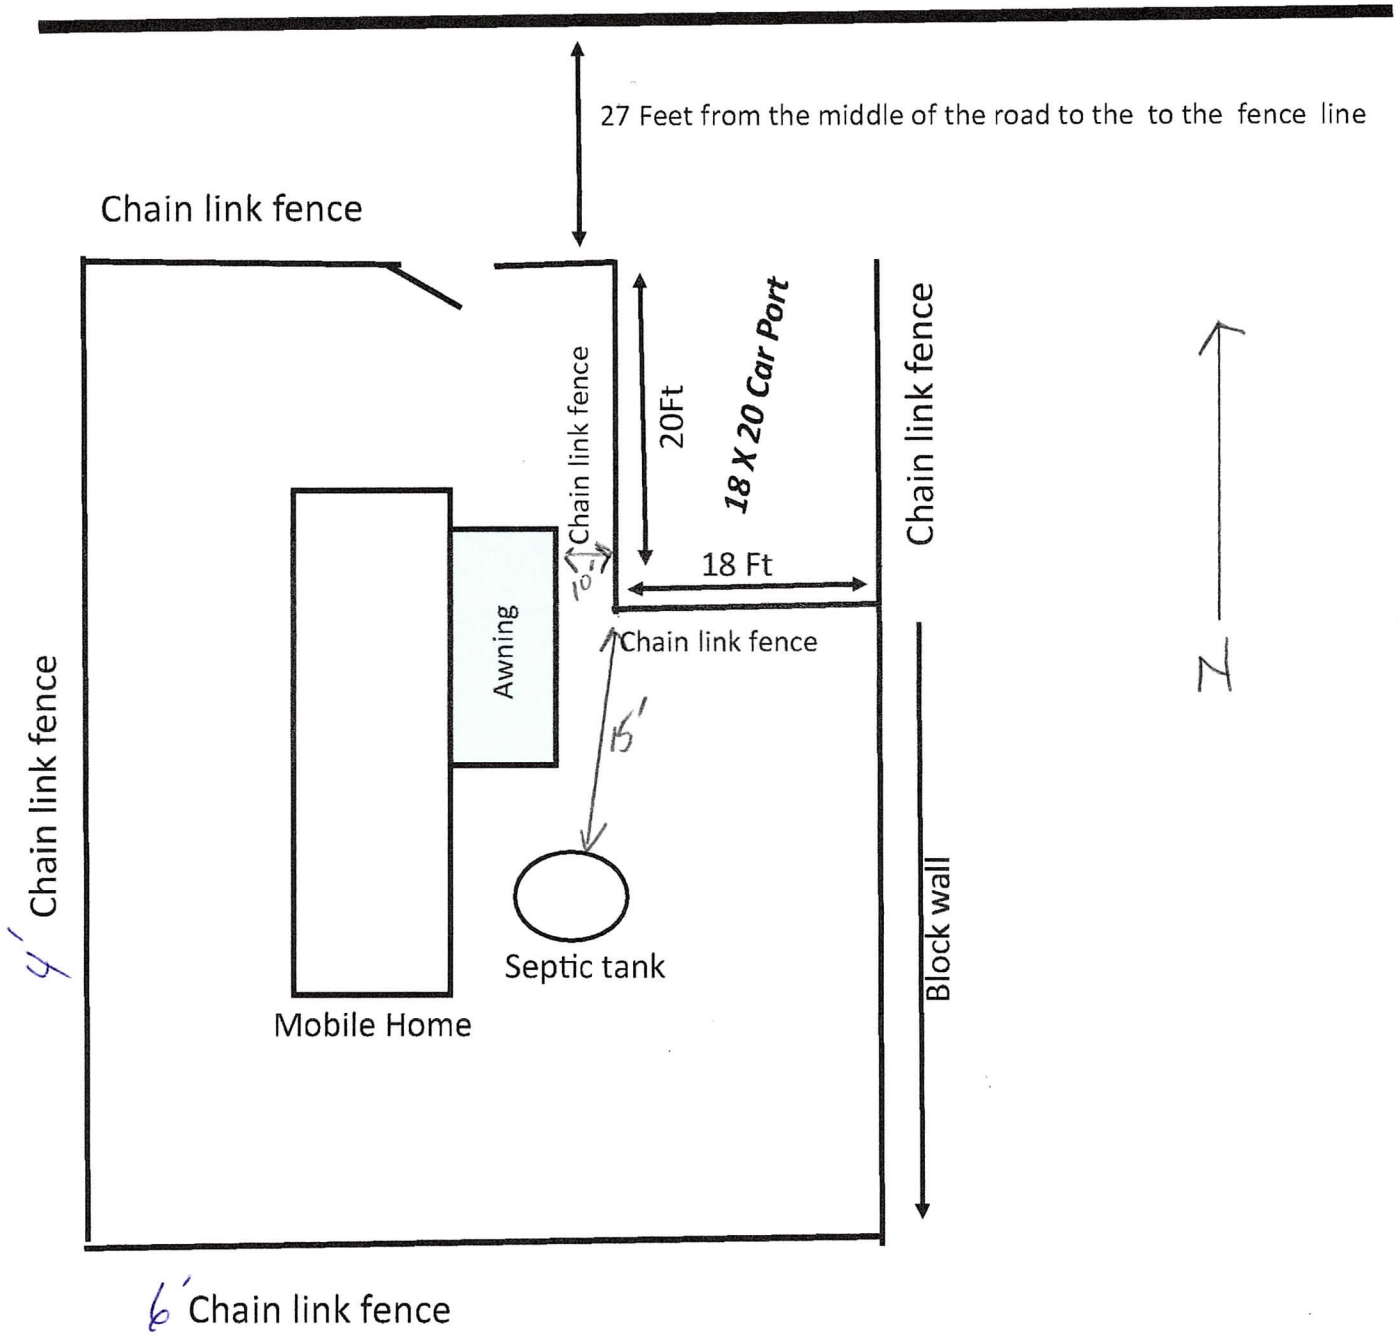 27 Feet from the middle of the road to the to the fence line
Chain link fence
Chain link fence
20Ft
18 X 20 Car Port
Chain link fence
10'
18 Ft
Awning
Chain link fence
15'
N
4' Chain link fence
Block wall
Septic tank
Mobile Home
6' Chain link fence